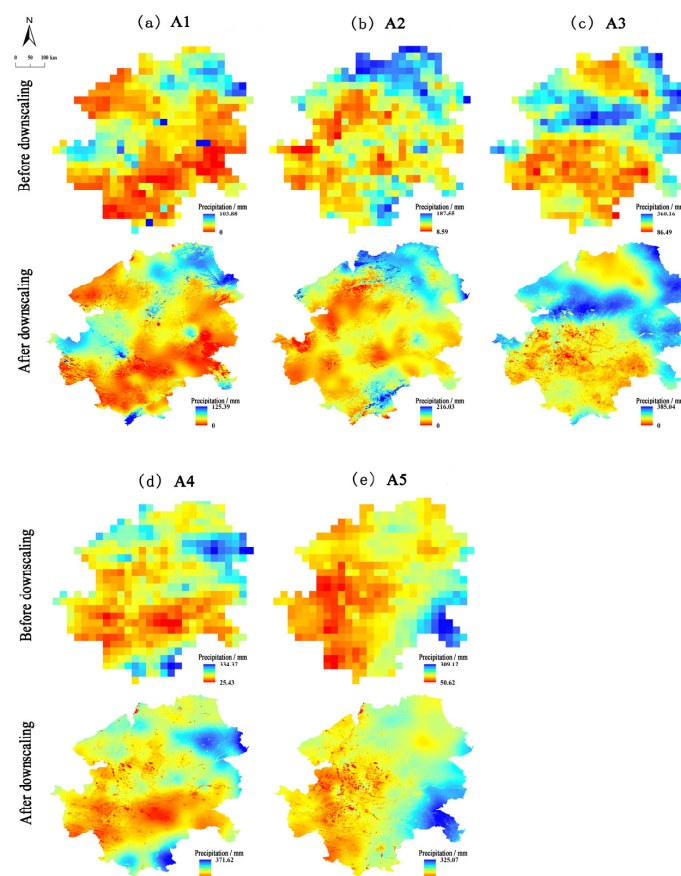 N
0 50 100 km
(a) A1
(b) A2
(c) A3
Before downscaling
Precipitation / mm
103.88
0
Precipitation / mm
187.88
8.59
Precipitation / mm
360.16
86.49
After downscaling
Precipitation / mm
125.39
0
Precipitation / mm
216.03
0
Precipitation / mm
385.04
0
(d) A4
(e) A5
Before downscaling
Precipitation / mm
334.37
25.43
Precipitation / mm
309.12
50.62
After downscaling
Precipitation / mm
371.62
Precipitation / mm
325.07